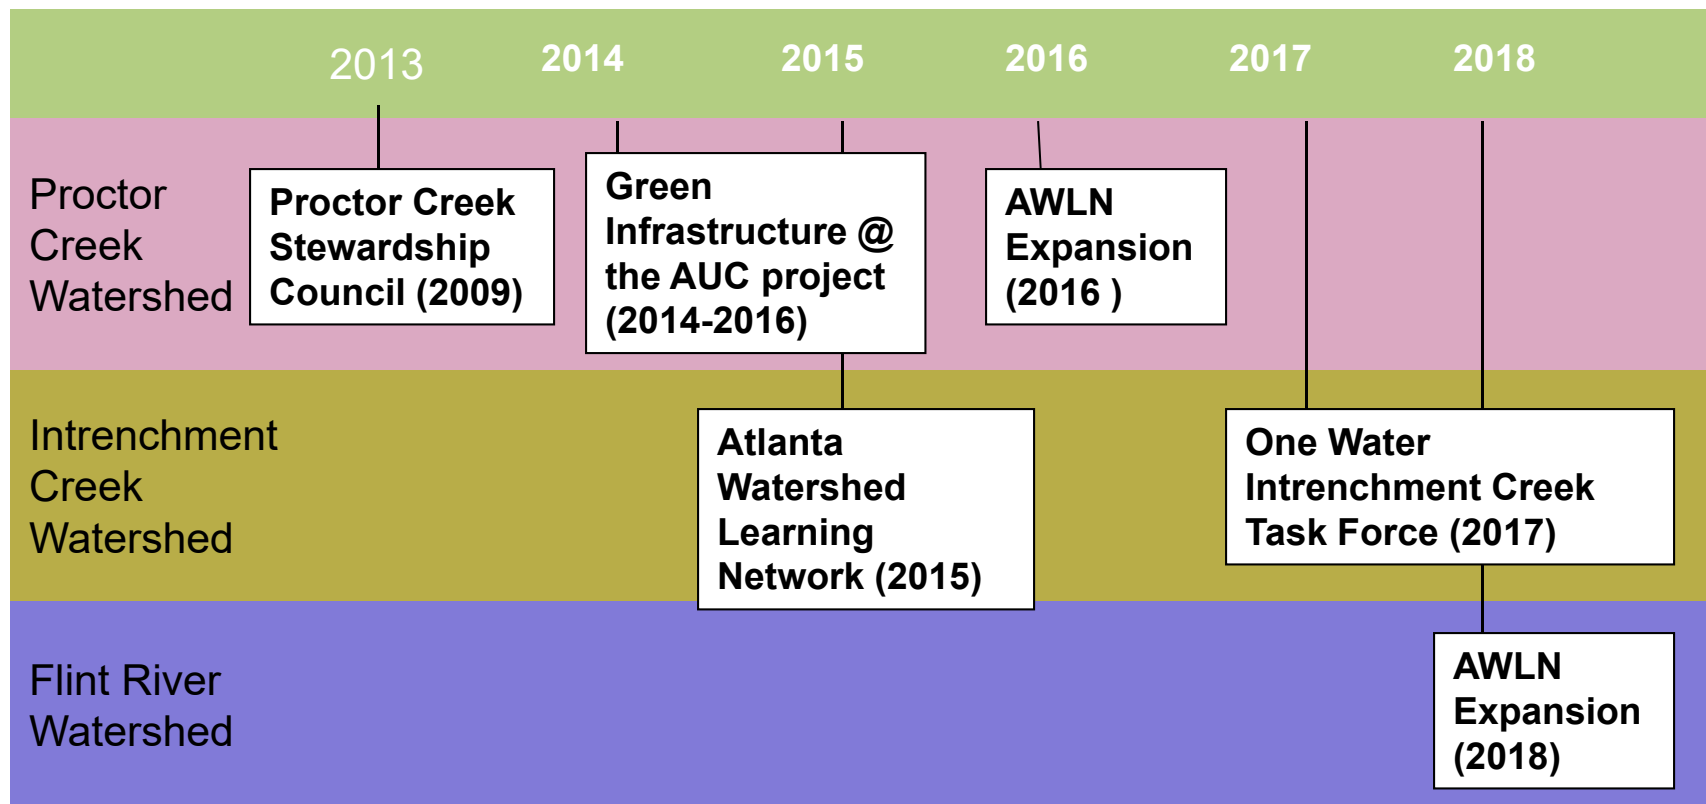 2013 2014 2015 2016 2017 2018
Proctor
Creek
Watershed
Proctor Creek
Stewardship
Council (2009)
Green
Infrastructure @
the AUC project
(2014-2016)
AWLN
Expansion
(2016 )
Intrenchment
Creek
Watershed
Atlanta
Watershed
Learning
Network (2015)
One Water
Intrenchment Creek
Task Force (2017)
Flint River
Watershed
AWLN
Expansion
(2018)